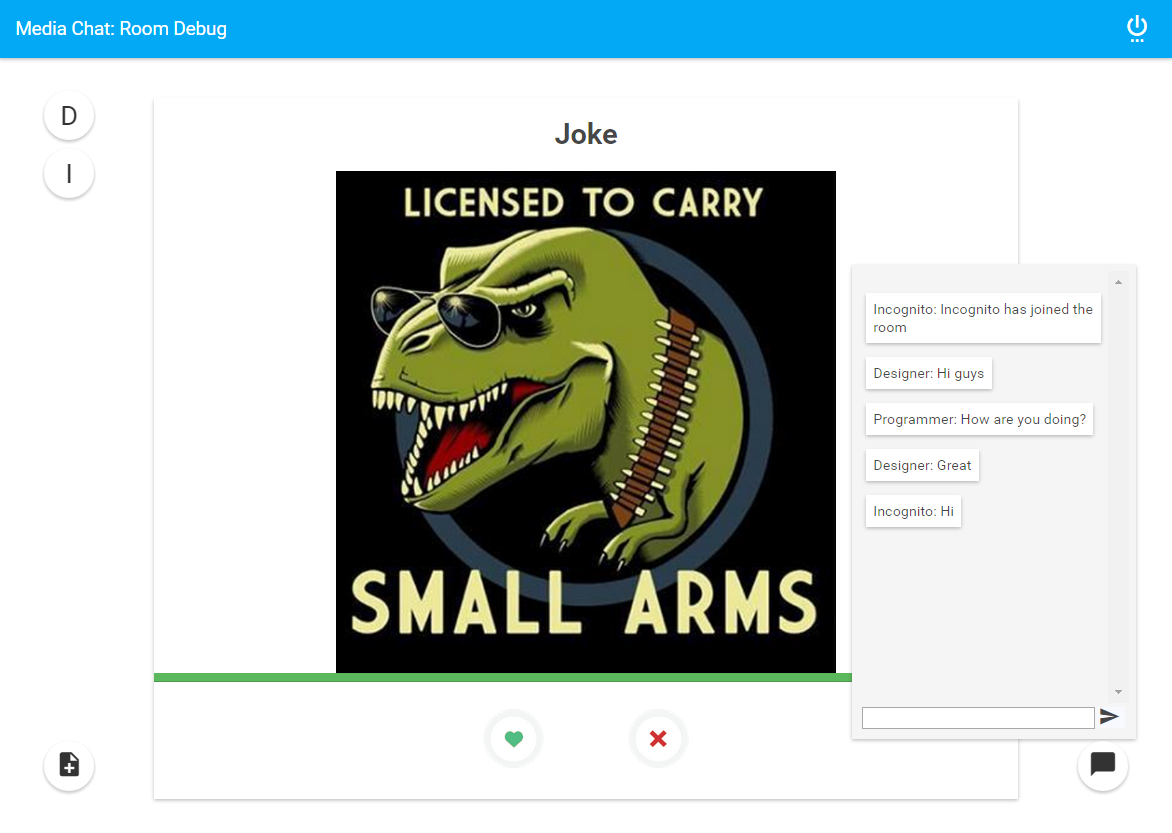 Media Chat: Room Debug
D
I
Joke
LICENSED TO CARRY
SMALL ARMS
Incognito: Incognito has joined the
room
Designer: Hi guys
Programmer: How are you doing?
Designer: Great
Incognito: Hi